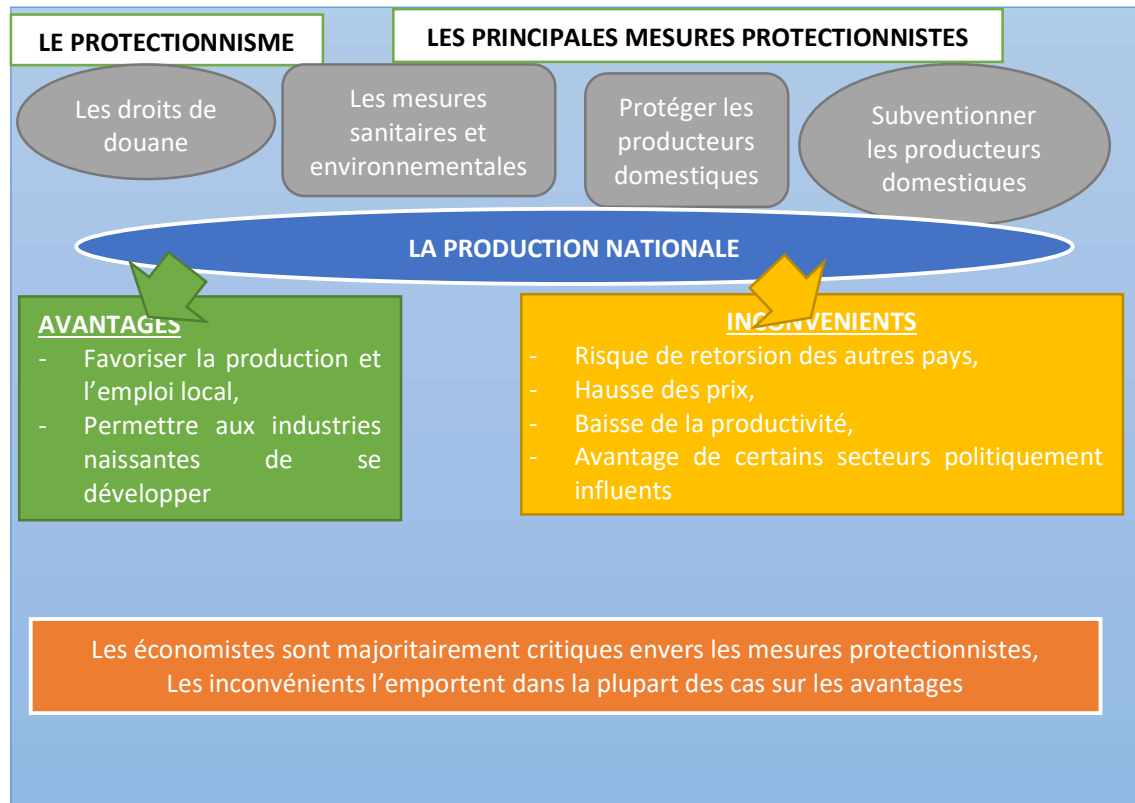 LE PROTECTIONNISME
LES PRINCIPALES MESURES PROTECTIONNISTES
Les droits de
douane
Les mesures
sanitaires et
environnementales
Protéger les
producteurs
domestiques
Subventionner
les producteurs
domestiques
LA PRODUCTION NATIONALE
AVANTAGES
- Favoriser la production et
l’emploi local,
- Permettre aux industries
naissantes de se
développer
INCONVENIENTS
- Risque de retorsion des autres pays,
- Hausse des prix,
- Baisse de la productivité,
- Avantage de certains secteurs politiquement
influents
Les économistes sont majoritairement critiques envers les mesures protectionnistes,
Les inconvénients l’emportent dans la plupart des cas sur les avantages